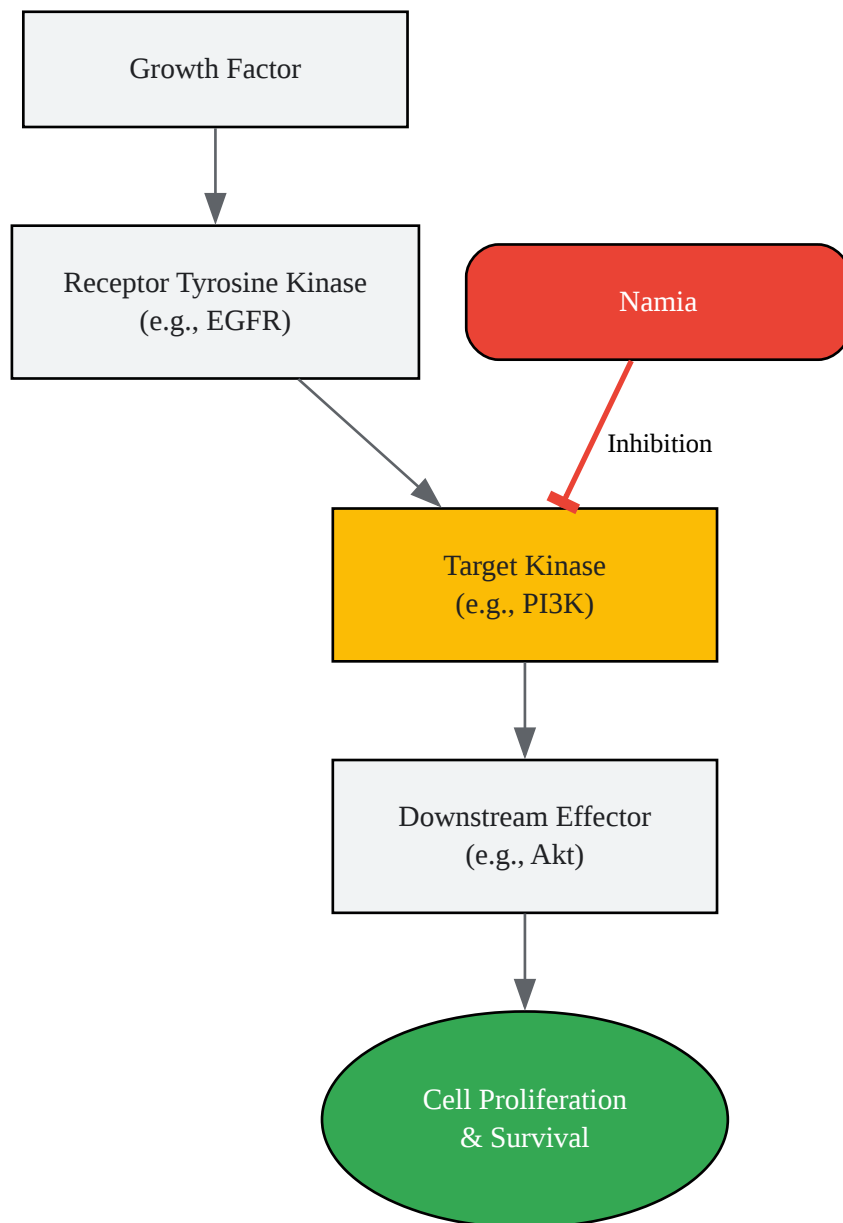 Growth Factor
Receptor Tyrosine Kinase
(e.g., EGFR)
Namia
Inhibition
Target Kinase
(e.g., PI3K)
Downstream Effector
(e.g., Akt)
Cell Proliferation
& Survival